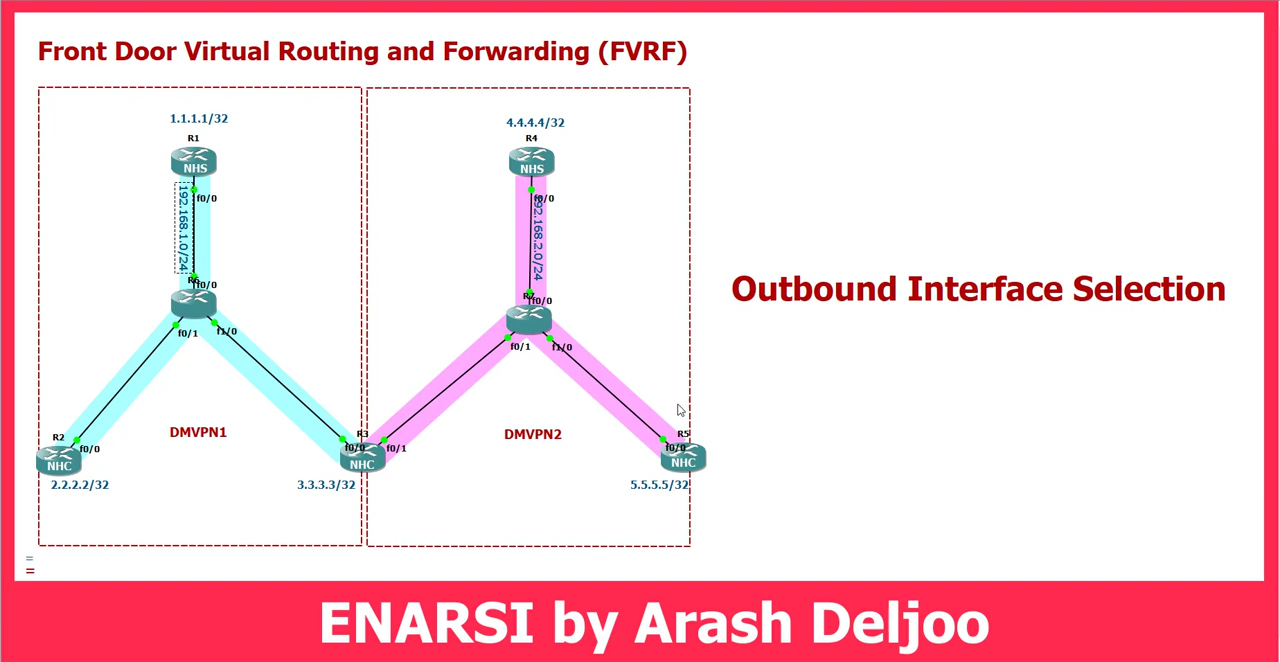 Front Door Virtual Routing and Forwarding (FVRF)
1.1.1.1/32
R1
NHS
f0/0
192.168.1.0/24
R6
f0/0
f0/1
f1/0
R2
f0/0
NHC
2.2.2.2/32
DMVPN1
R3
f0/0
f0/1
NHC
3.3.3.3/32
4.4.4.4/32
R4
NHS
f0/0
192.168.2.0/24
R7
f0/0
f0/1
f1/0
DMVPN2
R5
f0/0
NHC
5.5.5.5/32
Outbound Interface Selection
=
=
ENARSI by Arash Deljoo